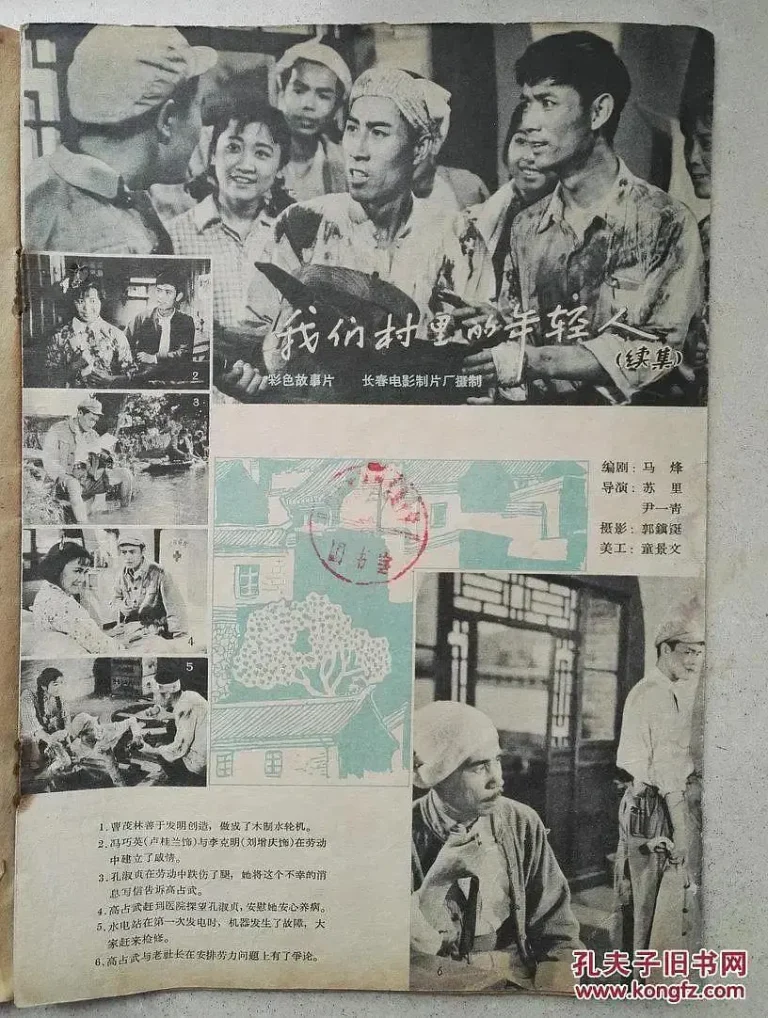 我们村里的年轻人
(续集)
彩色故事片 长春电影制片厂摄制
2
3
4
5
编剧：马烽
导演：苏里
尹一青
摄影：郭镇铤
美工：童景文
1．曹茂林善于发明创造，做成了木制水轮机。
2．冯巧英(卢桂兰饰)与李克明(刘增庆饰)在劳动
中建立了感情。
3．孔淑贞在劳动中跌伤了腿，她将这个不幸的消
息写信告诉高占武。
4．高占武赶到医院探望孔淑贞，安慰她安心养病。
5．水电站在第一次发电时，机器发生了故障，大
家赶来检修。
6．高占武与老社长在安排劳力问题上有了争论。
6
孔夫子旧书网
www.kongfz.com